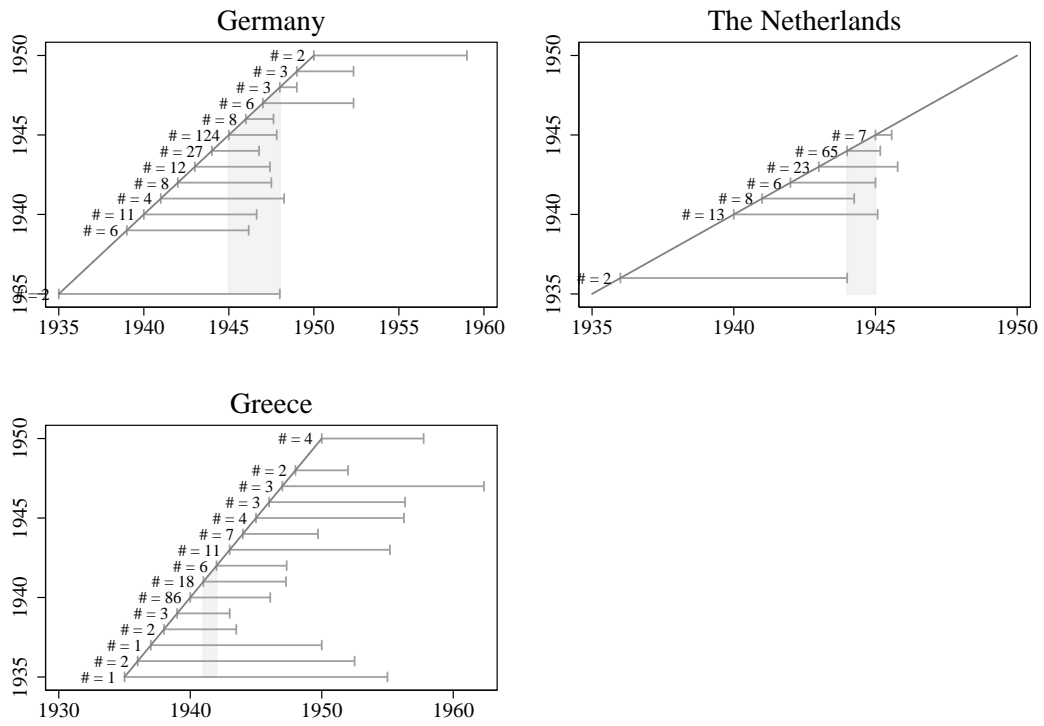 Germany
1950
1945
1940
1935
# = 2
# = 3
# = 3
# = 6
# = 8
# = 124
# = 27
# = 12
# = 8
# = 4
# = 11
# = 6
# = 2
1935 1940 1945 1950 1955 1960
The Netherlands
1950
1945
1940
1935
# = 7
# = 65
# = 23
# = 6
# = 8
# = 13
# = 2
1935 1940 1945 1950
Greece
1950
1945
1940
1935
# = 4
# = 2
# = 3
# = 3
# = 4
# = 7
# = 11
# = 6
# = 18
# = 86
# = 3
# = 2
# = 1
# = 2
# = 1
1930 1940 1950 1960